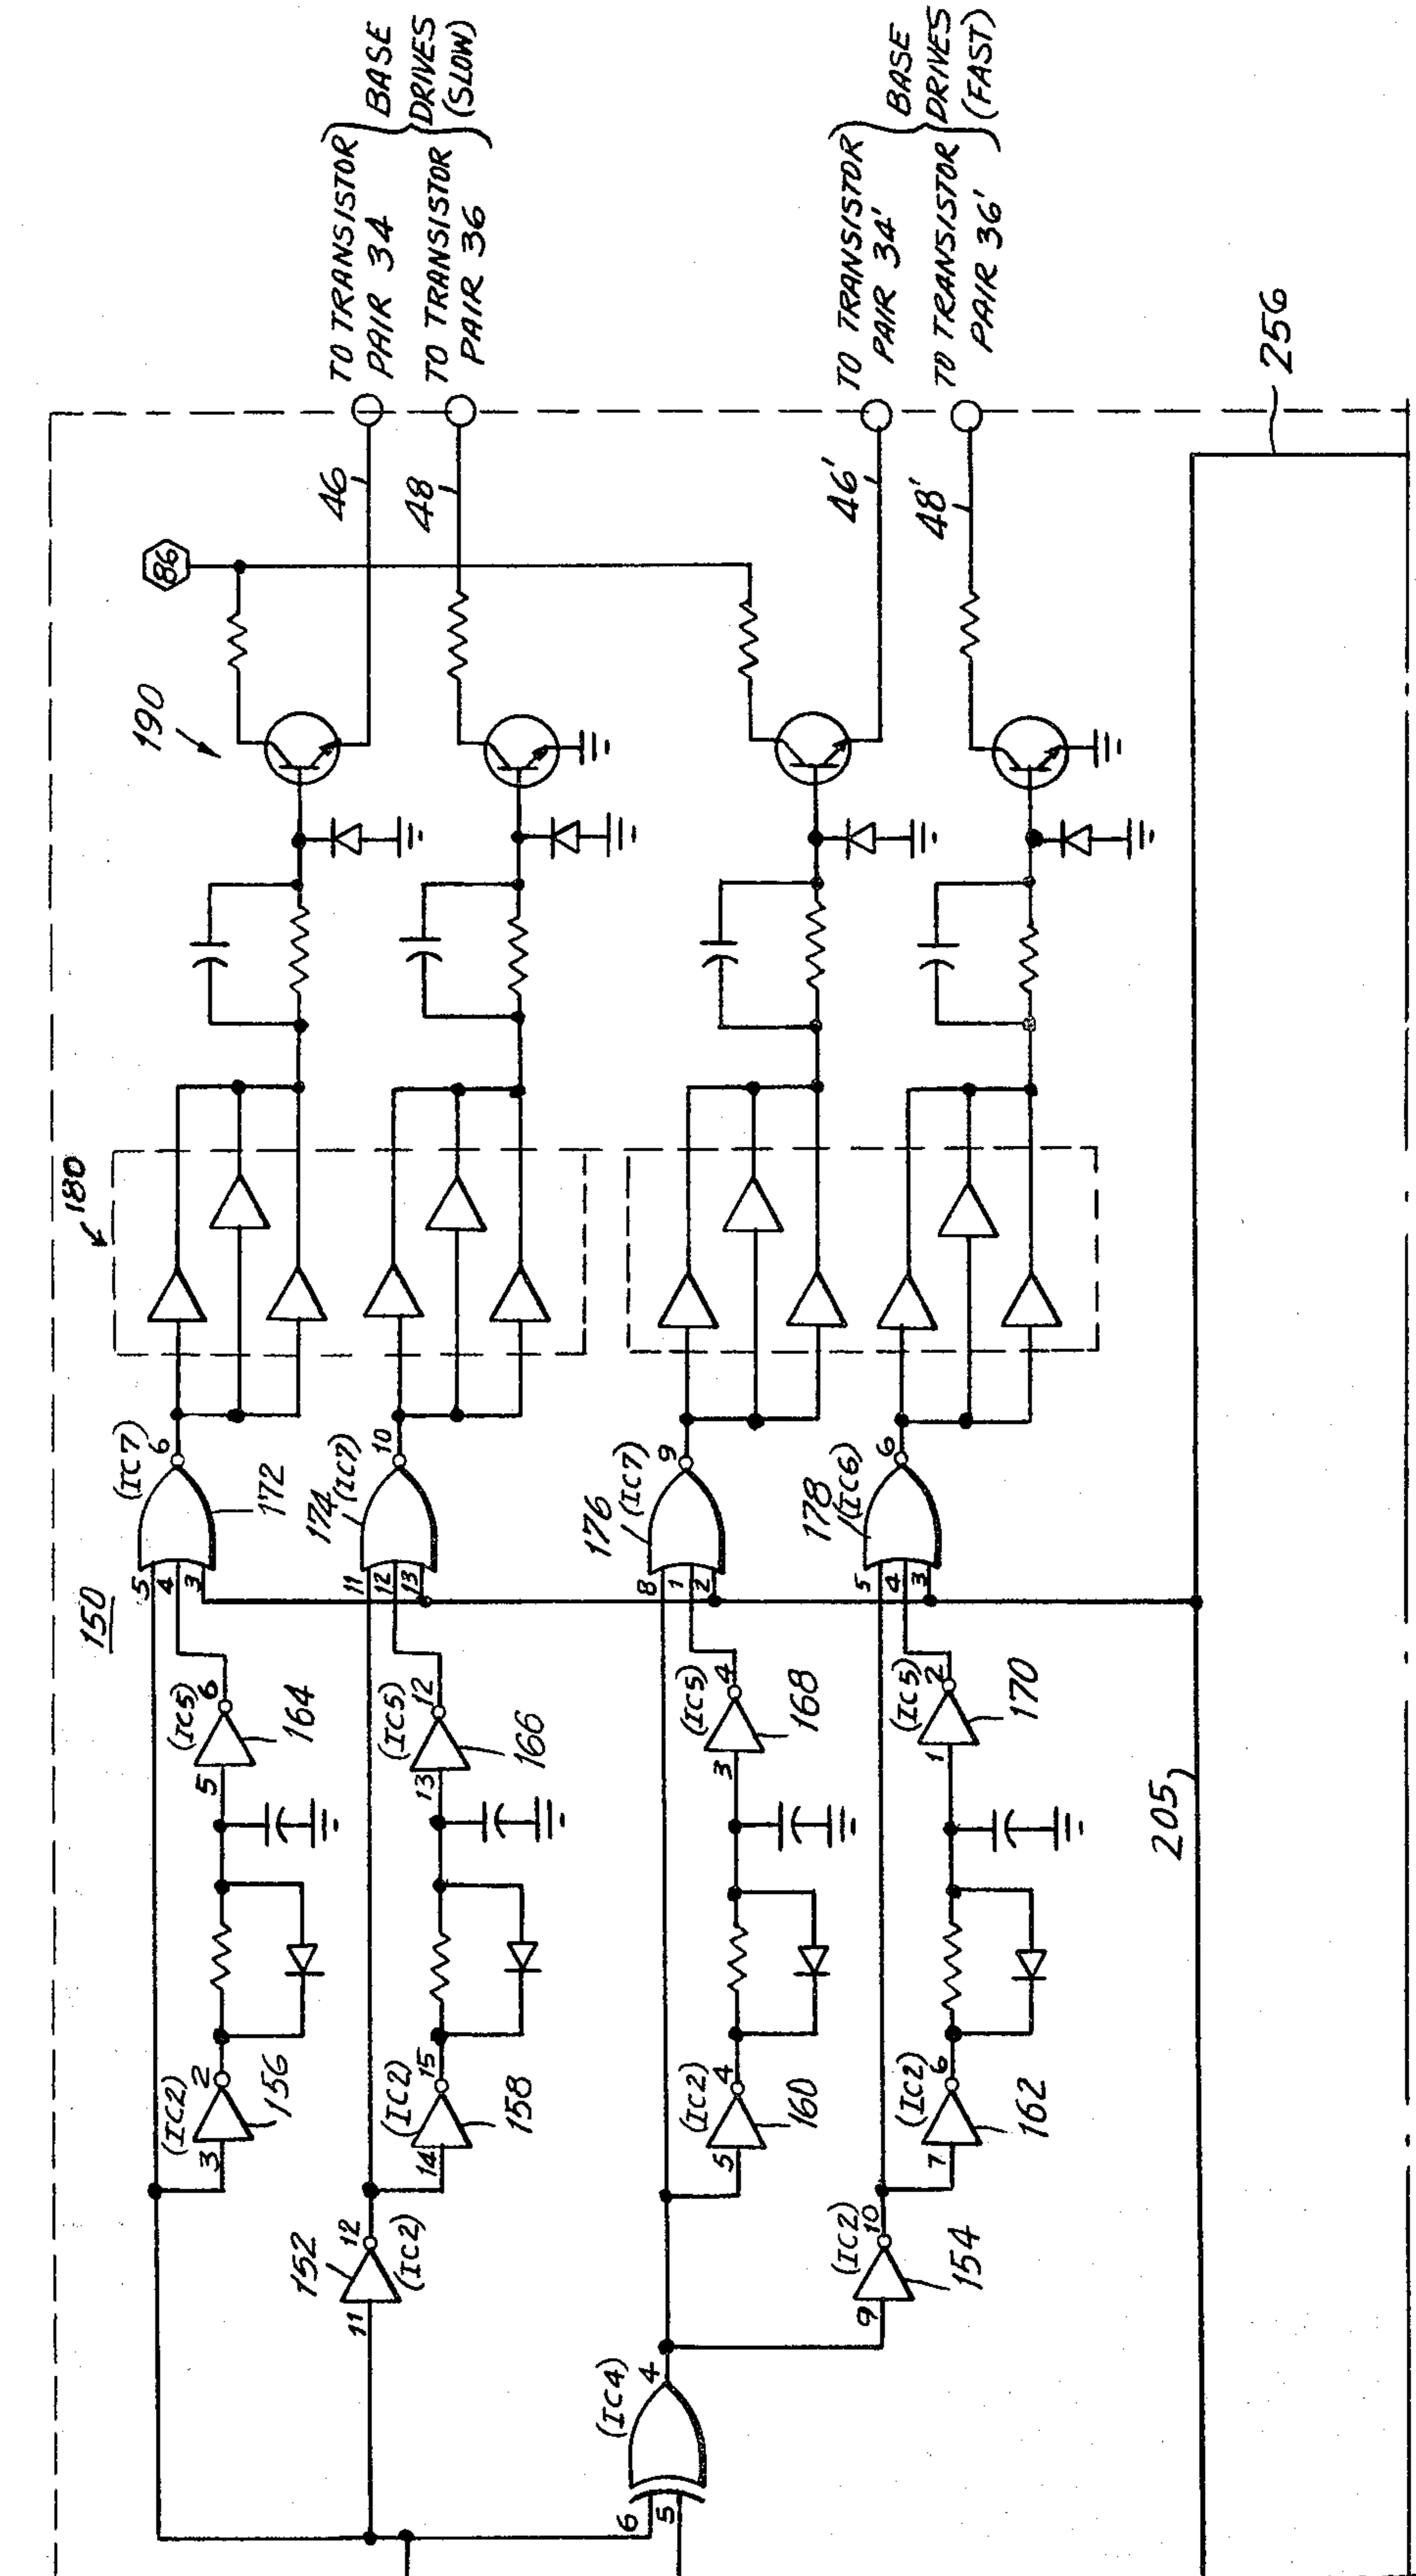 BASE
DRIVES
(SLOW)
TO TRANSISTOR
PAIR 34
TO TRANSISTOR
PAIR 36
BASE
DRIVES
(FAST)
TO TRANSISTOR
PAIR 34'
TO TRANSISTOR
PAIR 36'
256
46
48
46'
48'
86
190
180
(IC7)
6
172
5
4
3
174
(IC7)
10
11
12
13
176
(IC7)
9
8
1
2
178
(IC6)
6
5
4
3
150
(IC5)
6
164
5
(IC5)
12
166
13
(IC5)
4
168
3
(IC5)
2
170
1
205
(IC2)
2
156
3
(IC2)
15
158
14
(IC2)
4
160
5
(IC2)
6
162
7
152
12
(IC2)
11
(IC2)
10
154
9
(IC4)
4
6
5